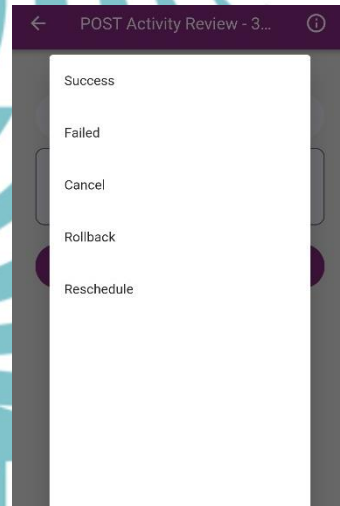 POST Activity Review - 3...
Success
Failed
Cancel
Rollback
Reschedule